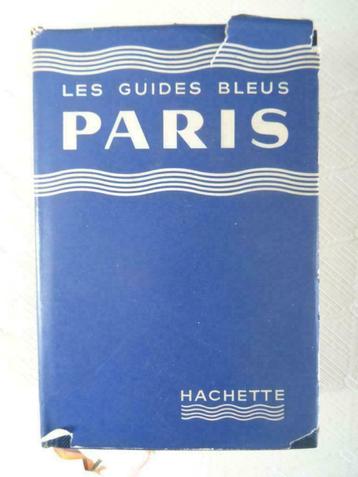 LES GUIDES BLEUS
PARIS
HACHETTE